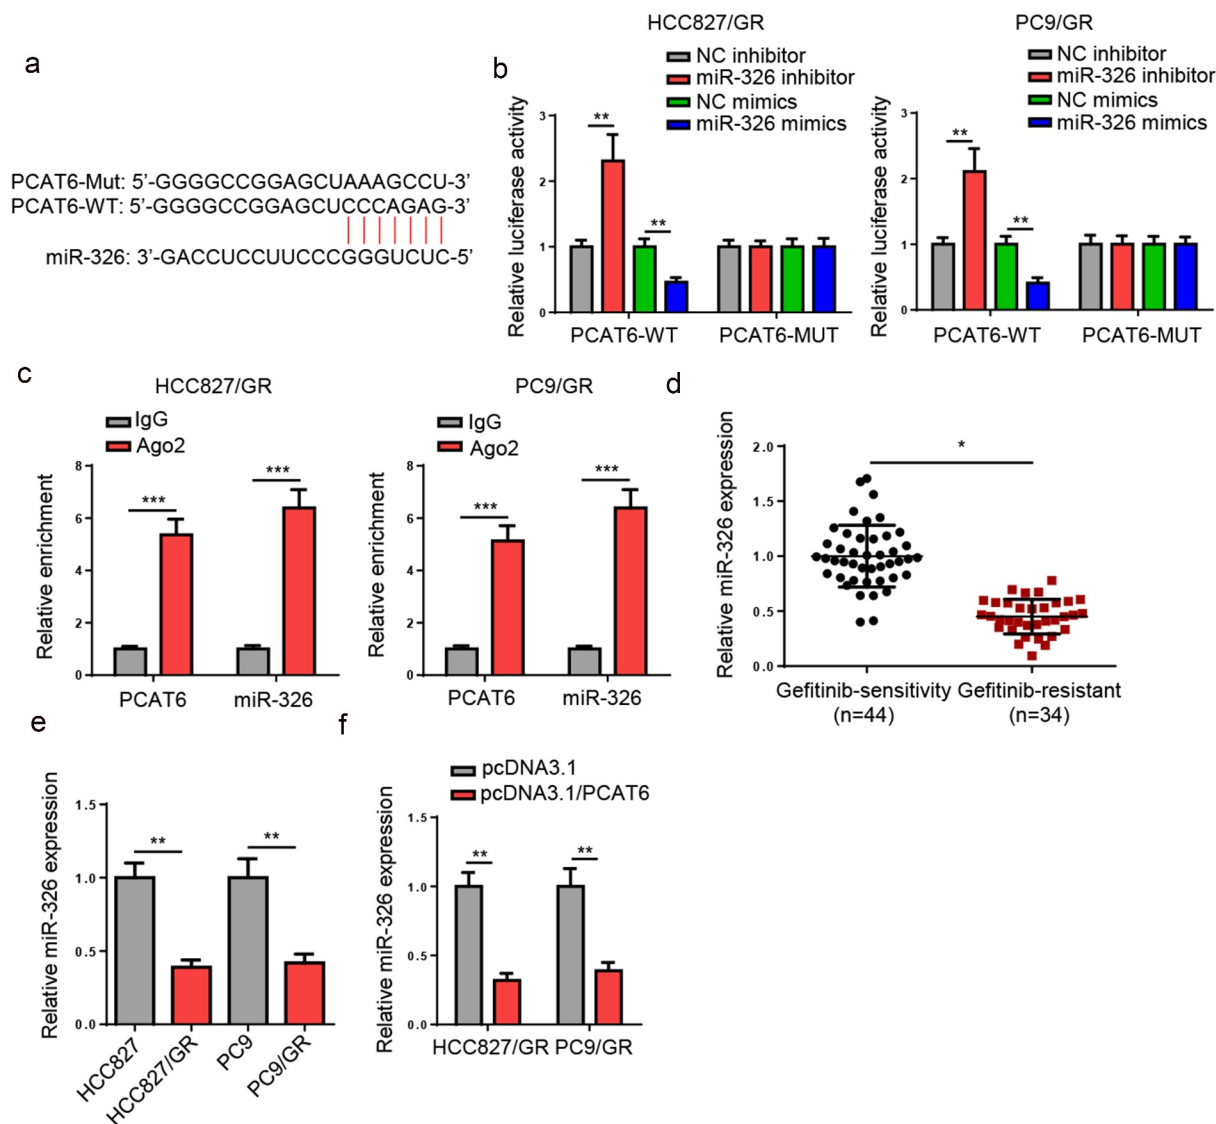 a
PCAT6-Mut: 5’-GGGGCCGGAGCUAAAGCCU-3’
PCAT6-WT: 5’-GGGGCCGGAGCUCCCAGAG-3’
miR-326: 3’-GACCUCCUUCCCGGGUCUC-5’
b
HCC827/GR
NC inhibitor
miR-326 inhibitor
NC mimics
miR-326 mimics
Relative luciferase activity
3
2
1
0
**
**
PCAT6-WT
PCAT6-MUT
PC9/GR
NC inhibitor
miR-326 inhibitor
NC mimics
miR-326 mimics
Relative luciferase activity
3
2
1
0
**
**
PCAT6-WT
PCAT6-MUT
c
HCC827/GR
IgG
Ago2
Relative enrichment
8
6
4
2
0
***
***
PCAT6
miR-326
PC9/GR
IgG
Ago2
Relative enrichment
8
6
4
2
0
***
***
PCAT6
miR-326
d
Relative miR-326 expression
2.0
1.5
1.0
0.5
0.0
*
Gefitinib-sensitivity
(n=44)
Gefitinib-resistant
(n=34)
e
Relative miR-326 expression
1.5
1.0
0.5
0.0
**
**
HCC827
HCC827/GR
PC9
PC9/GR
f
pcDNA3.1
pcDNA3.1/PCAT6
Relative miR-326 expression
1.5
1.0
0.5
0.0
**
**
HCC827/GR
PC9/GR